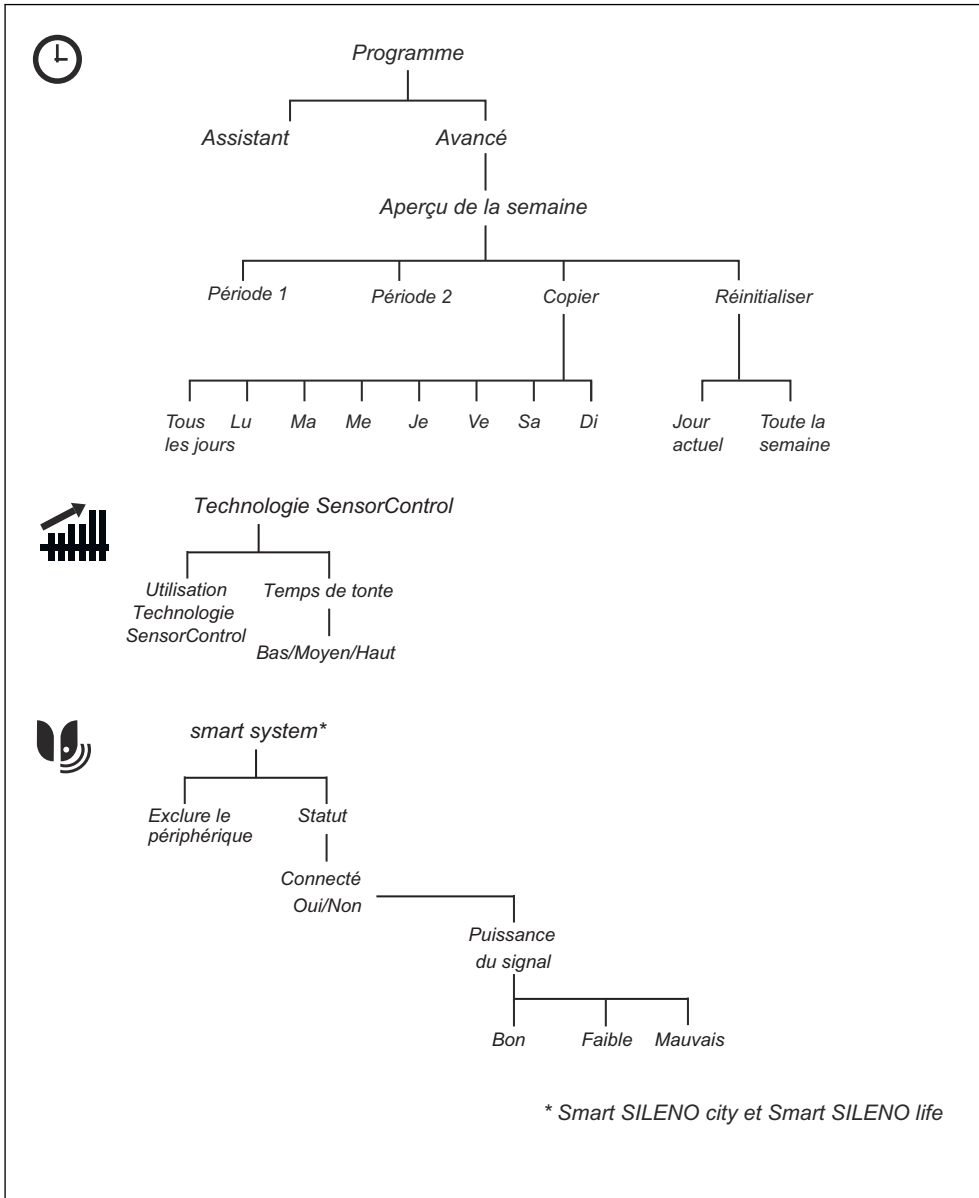 Programme
Assistant
Avancé
Aperçu de la semaine
Période 1
Période 2
Copier
Réinitialiser
Tous
les jours
Lu
Ma
Me
Je
Ve
Sa
Di
Jour
actuel
Toute la
semaine
Technologie SensorControl
Utilisation
Technologie
SensorControl
Temps de tonte
Bas/Moyen/Haut
smart system*
Exclure le
périphérique
Statut
Connecté
Oui/Non
Puissance
du signal
Bon
Faible
Mauvais
* Smart SILENO city et Smart SILENO life